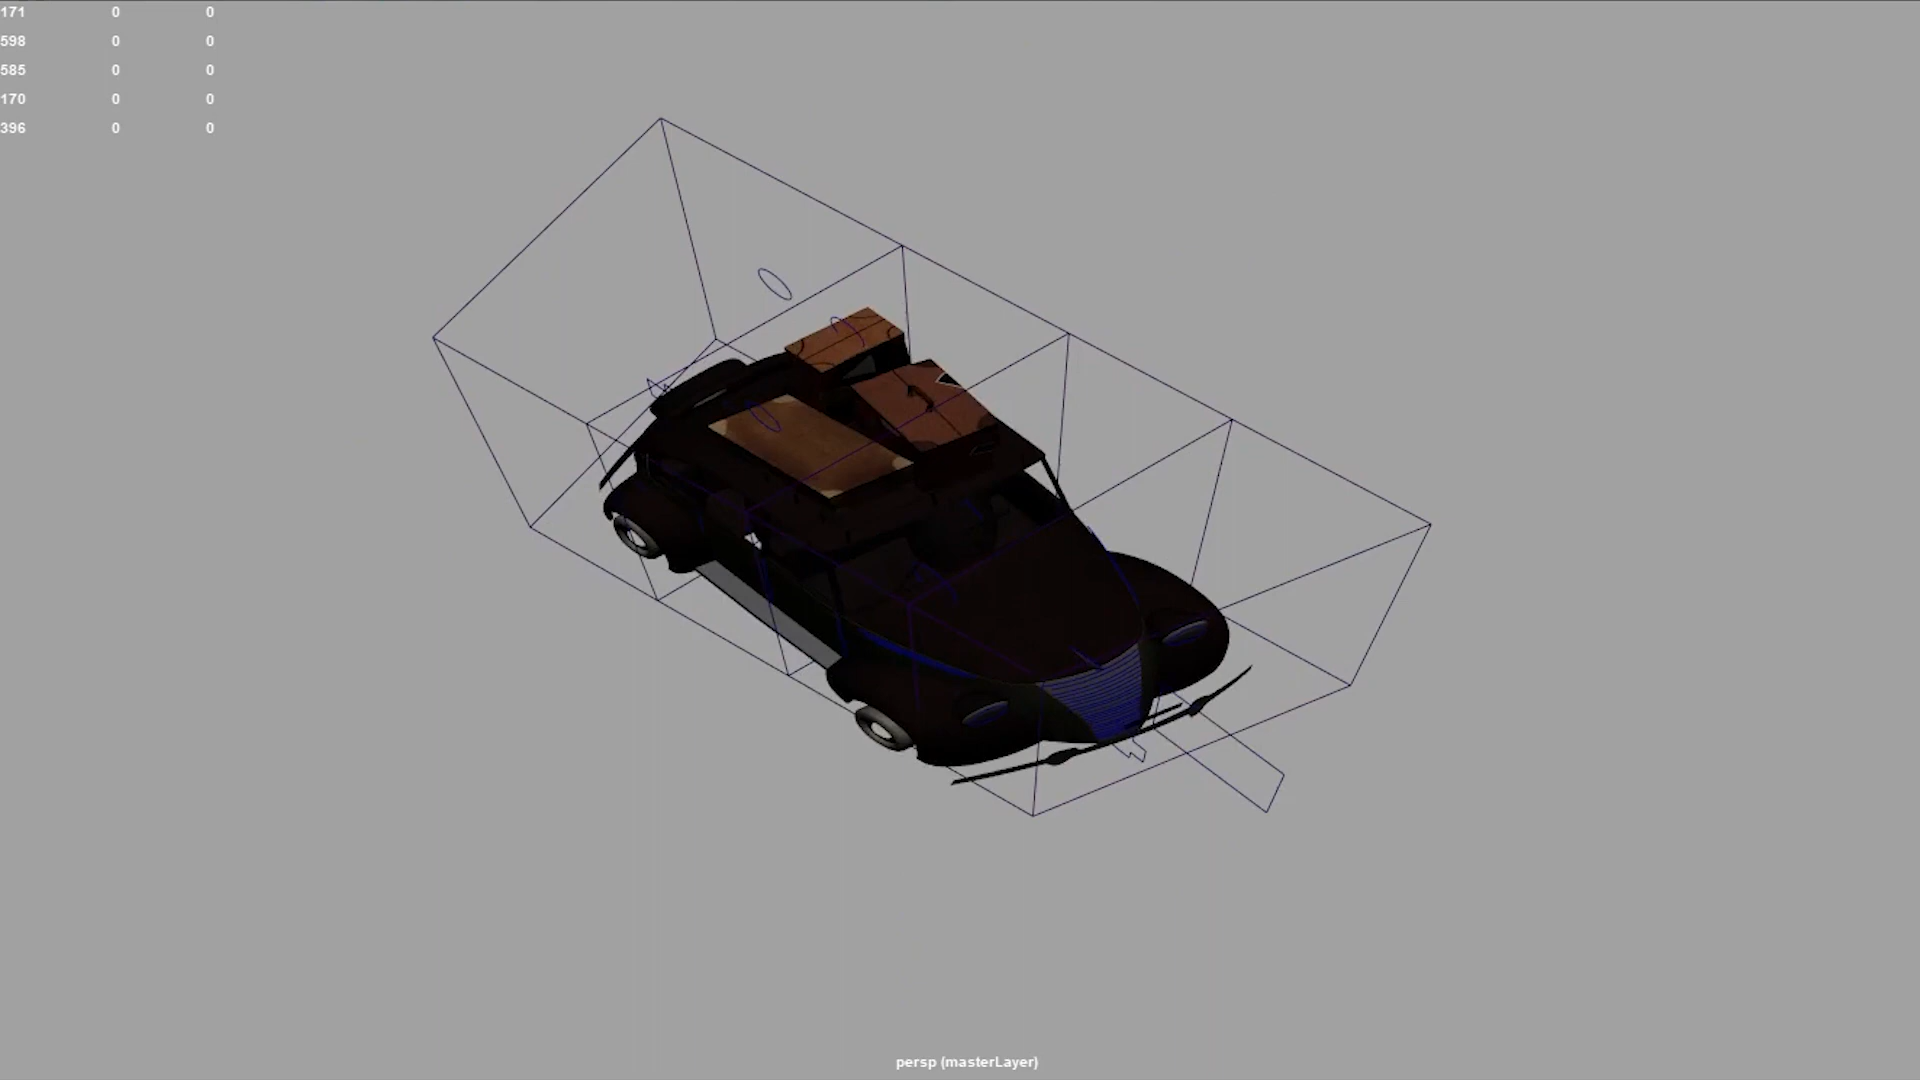 171 0 0
598 0 0
585 0 0
170 0 0
396 0 0
persp (masterLayer)